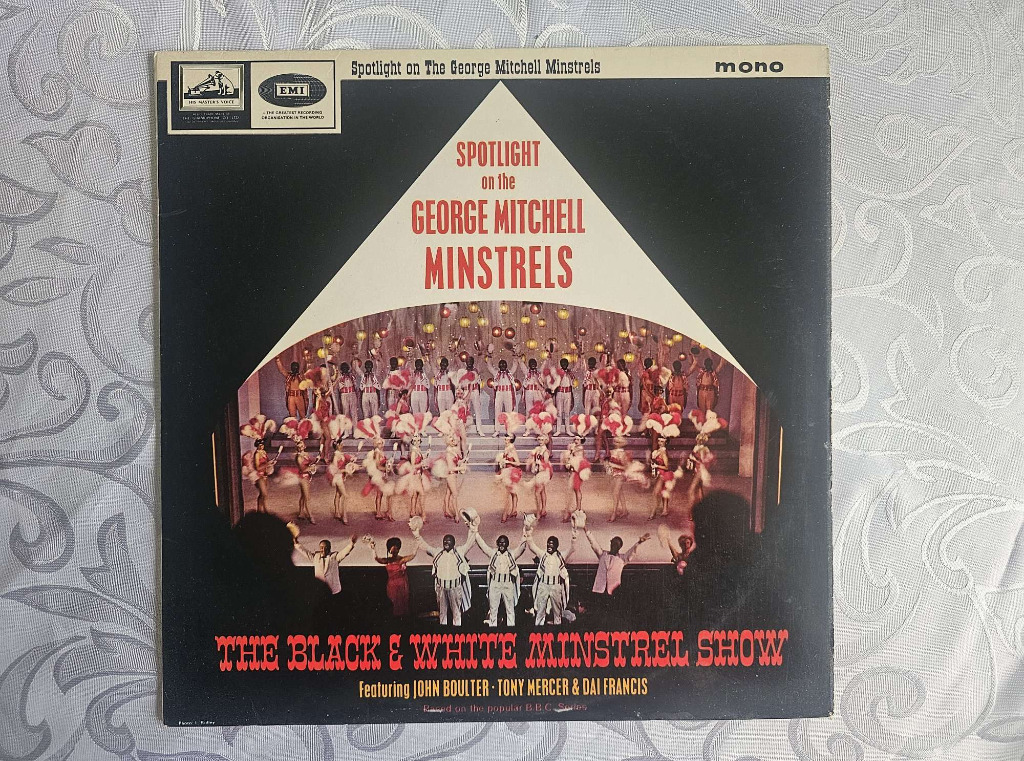 Spotlight on The George Mitchell Minstrels
mono
HIS MASTER'S VOICE
EMI
THE GREATEST RECORDING
ORGANISATION IN THE WORLD
SPOTLIGHT
on the
GEORGE MITCHELL
MINSTRELS
THE BLACK & WHITE MINSTREL SHOW
Featuring JOHN BOULTER · TONY MERCER & DAI FRANCIS
Based on the popular B.B.C. Series